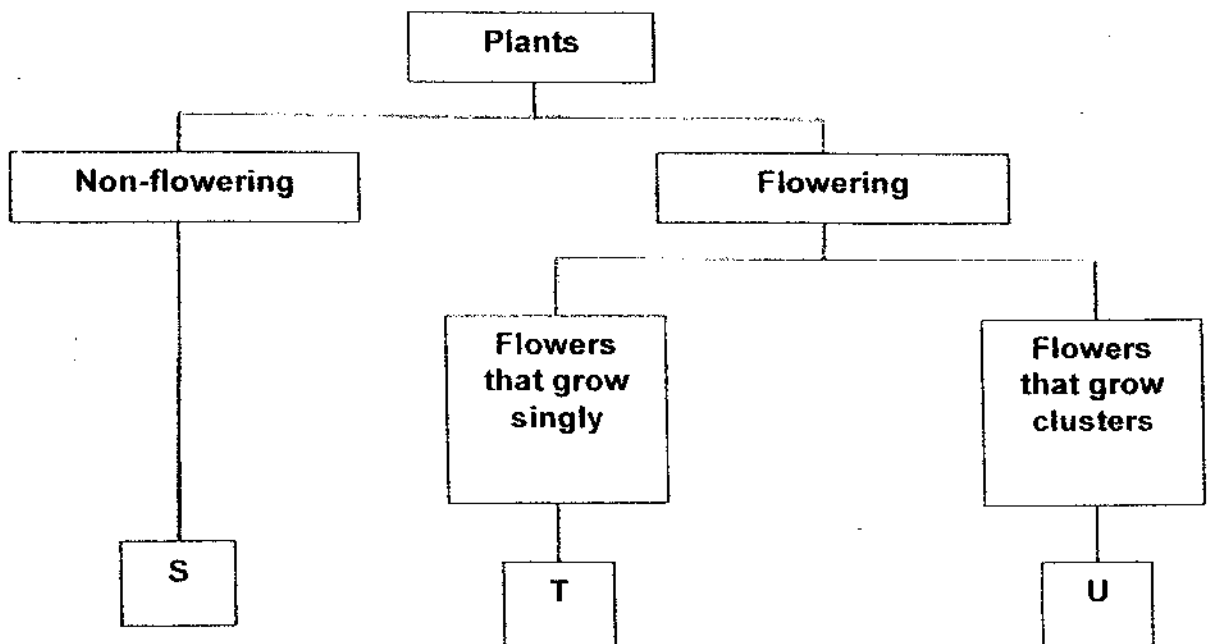 Plants
Non-flowering
Flowering
Flowers
that grow
singly
Flowers
that grow
clusters
S
T
U